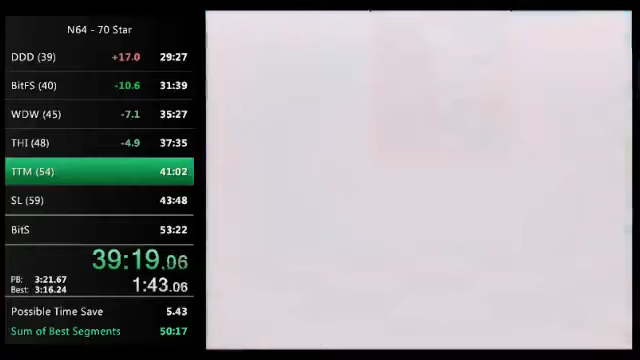 N64 - 70 Star
DDD (39) +17.0 29:27
BitFS (40) -10.6 31:39
WDW (45) -7.1 35:27
THI (48) -4.9 37:35
TTM (54) 41:02
SL (59) 43:48
BitS 53:22
39:19.06
PB: 3:21.67
Best: 3:16.24 1:43.06
Possible Time Save 5.43
Sum of Best Segments 50:17